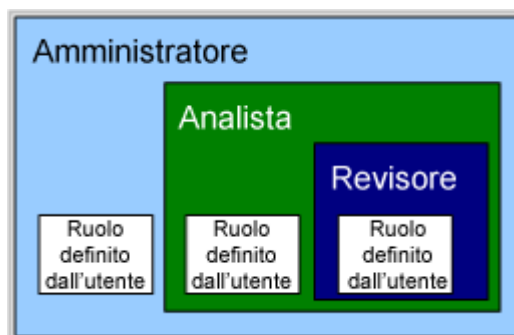 Amministratore
Analista
Revisore
Ruolo
definito
dall'utente
Ruolo
definito
dall'utente
Ruolo
definito
dall'utente